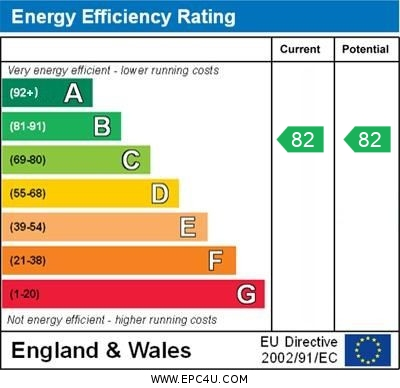 Energy Efficiency Rating
Current Potential
Very energy efficient - lower running costs
(92+) A
(81-91) B
82 82
(69-80) C
(55-68) D
(39-54) E
(21-38) F
(1-20) G
Not energy efficient - higher running costs
England & Wales
EU Directive
2002/91/EC
WWW.EPC4U.COM